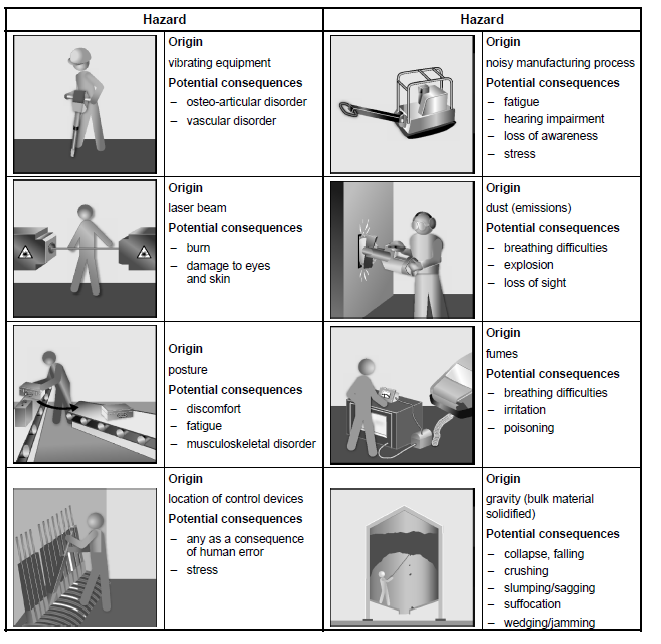 Hazard
Hazard
Origin
vibrating equipment
Potential consequences
– osteo-articular disorder
– vascular disorder
Origin
noisy manufacturing process
Potential consequences
– fatigue
– hearing impairment
– loss of awareness
– stress
Origin
laser beam
Potential consequences
– burn
– damage to eyes
and skin
Origin
dust (emissions)
Potential consequences
– breathing difficulties
– explosion
– loss of sight
Origin
posture
Potential consequences
– discomfort
– fatigue
– musculoskeletal disorder
Origin
fumes
Potential consequences
– breathing difficulties
– irritation
– poisoning
Origin
location of control devices
Potential consequences
– any as a consequence
of human error
– stress
Origin
gravity (bulk material
solidified)
Potential consequences
– collapse, falling
– crushing
– slumping/sagging
– suffocation
– wedging/jamming